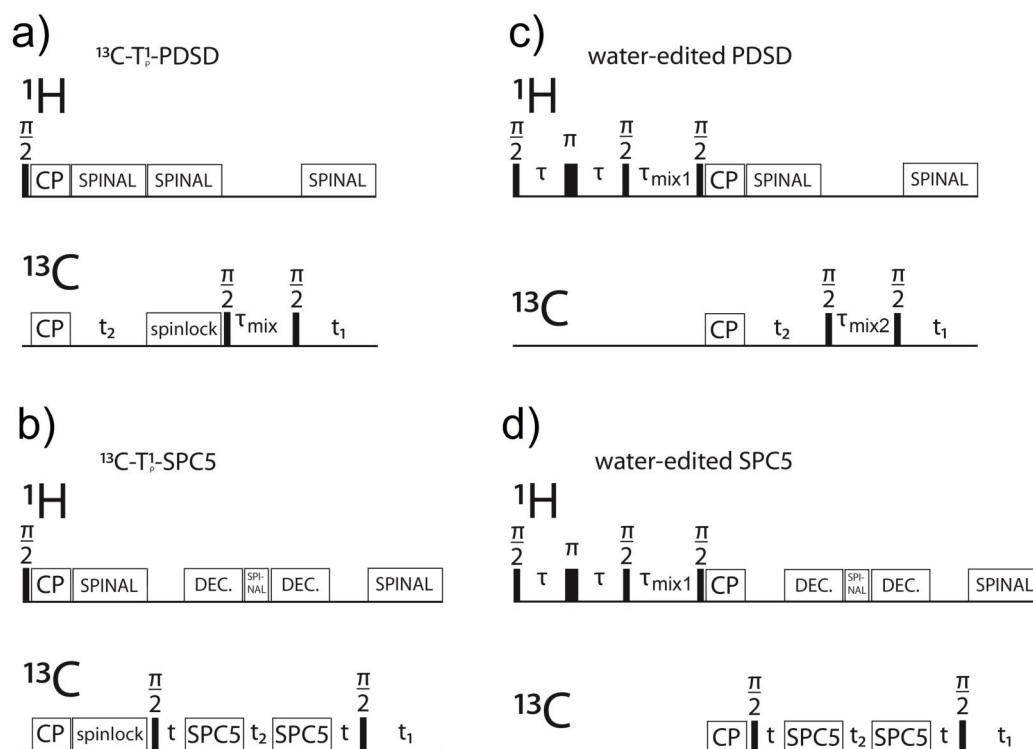 a)
¹³C-T¹ᵨ-PDSD
¹H
π
2
CP SPINAL SPINAL SPINAL
¹³C
π π
2 2
CP t₂ spinlock τmix t₁
b)
¹³C-T¹ᵨ-SPC5
¹H
π
2
CP SPINAL DEC. SPI-NAL DEC. SPINAL
¹³C
π π
2 2
CP spinlock t SPC5 t₂ SPC5 t t₁
c)
water-edited PDSD
¹H
π π π π
2 2 2
τ τ τmix1 CP SPINAL SPINAL
¹³C
π π
2 2
CP t₂ τmix2 t₁
d)
water-edited SPC5
¹H
π π π π
2 2 2
τ τ τmix1 CP DEC. SPI-NAL DEC. SPINAL
¹³C
π π
2 2
CP t SPC5 t₂ SPC5 t t₁